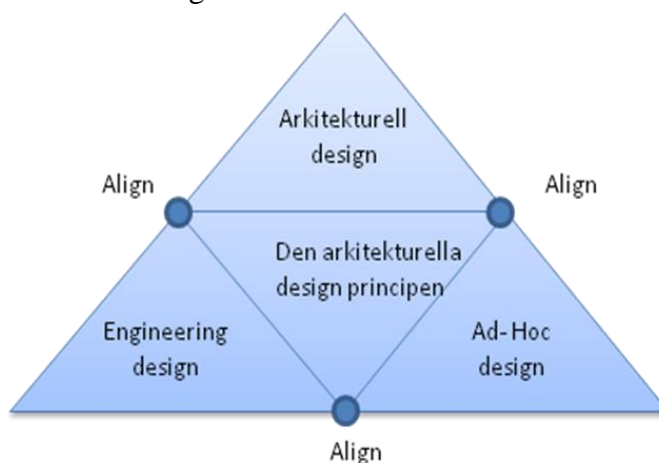 Arkitekturell
design
Align
Align
Den arkitekturella
design principen
Engineering
design
Ad-Hoc
design
Align